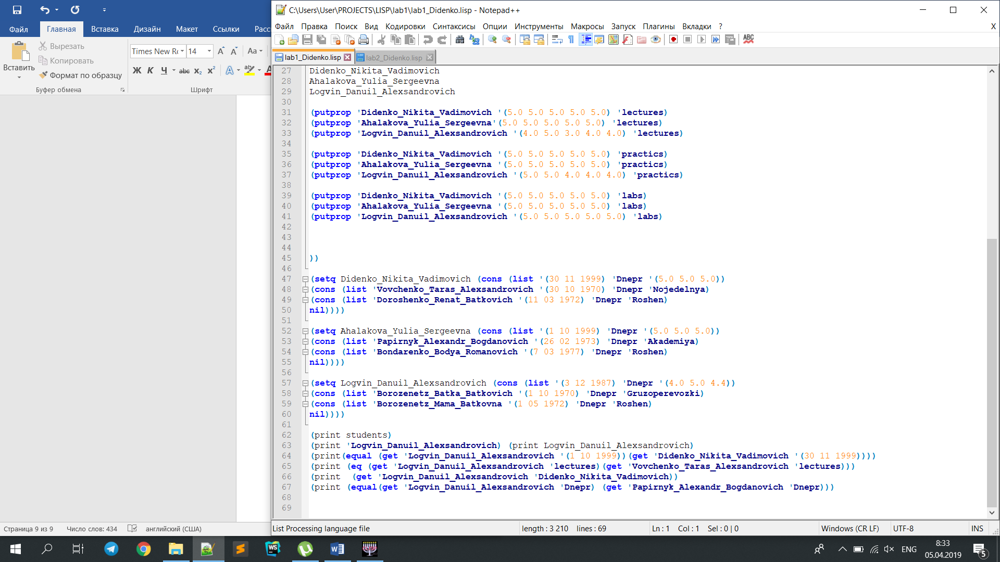 C:\Users\User\PROJECTS\LISP\lab1\lab1_Didenko.lisp - Notepad++
Файл Главная Вставка Дизайн Макет Ссылки Расс
Вставить
Вырезать
Копировать
Формат по образцу
Буфер обмена
Times New Rc 14 Aa
Ж К Ч abc x₂ x² A ab A
Шрифт
Файл Правка Поиск Вид Кодировки Синтаксисы Опции Инструменты Макросы Запуск Плагины Вкладки ? X
lab1_Didenko.lisp lab2_Didenko.lisp
27 Didenko_Nikita_Vadimovich
28 Ahalakova_Yulia_Sergeevna
29 Logvin_Danuil_Alexsandrovich
30
31 (putprop 'Didenko_Nikita_Vadimovich '(5.0 5.0 5.0 5.0 5.0) 'lectures)
32 (putprop 'Ahalakova_Yulia_Sergeevna'(5.0 5.0 5.0 5.0 5.0) 'lectures)
33 (putprop 'Logvin_Danuil_Alexsandrovich '(4.0 5.0 3.0 4.0 4.0) 'lectures)
34
35 (putprop 'Didenko_Nikita_Vadimovich '(5.0 5.0 5.0 5.0 5.0) 'practics)
36 (putprop 'Ahalakova_Yulia_Sergeevna '(5.0 5.0 5.0 5.0 5.0) 'practics)
37 (putprop 'Logvin_Danuil_Alexsandrovich '(5.0 5.0 4.0 4.0 4.0) 'practics)
38
39 (putprop 'Didenko_Nikita_Vadimovich '(5.0 5.0 5.0 5.0 5.0) 'labs)
40 (putprop 'Ahalakova_Yulia_Sergeevna '(5.0 5.0 5.0 5.0 5.0) 'labs)
41 (putprop 'Logvin_Danuil_Alexsandrovich '(5.0 5.0 5.0 5.0 5.0) 'labs)
42
43
44
45 ))
46
47 (setq Didenko_Nikita_Vadimovich (cons (list '(30 11 1999) 'Dnepr '(5.0 5.0 5.0))
48 (cons (list 'Vovchenko_Taras_Alexsandrovich '(30 10 1970) 'Dnepr 'Nojedelnya)
49 (cons (list 'Doroshenko_Renat_Batkovich '(11 03 1972) 'Dnepr 'Roshen)
50 nil))))
51
52 (setq Ahalakova_Yulia_Sergeevna (cons (list '(1 10 1999) 'Dnepr '(5.0 5.0 5.0))
53 (cons (list 'Papirnyk_Alexandr_Bogdanovich '(26 02 1973) 'Dnepr 'Akademiya)
54 (cons (list 'Bondarenko_Bodya_Romanovich '(7 03 1977) 'Dnepr 'Roshen)
55 nil))))
56
57 (setq Logvin_Danuil_Alexsandrovich (cons (list '(3 12 1987) 'Dnepr '(4.0 5.0 4.4))
58 (cons (list 'Borozenetz_Batka_Batkovich '(1 10 1970) 'Dnepr 'Gruzoperevozki)
59 (cons (list 'Borozenetz_Mama_Batkovna '(1 05 1972) 'Dnepr 'Roshen)
60 nil))))
61
62 (print students)
63 (print 'Logvin_Danuil_Alexsandrovich) (print Logvin_Danuil_Alexsandrovich)
64 (print(equal (get 'Logvin_Danuil_Alexsandrovich '(1 10 1999))(get 'Didenko_Nikita_Vadimovich '(30 11 1999))))
65 (print (eq (get 'Logvin_Danuil_Alexsandrovich 'lectures)(get 'Vovchenko_Taras_Alexsandrovich 'lectures)))
66 (print  (get 'Logvin_Danuil_Alexsandrovich 'Didenko_Nikita_Vadimovich))
67 (print (equal(get 'Logvin_Danuil_Alexsandrovich 'Dnepr) (get 'Papirnyk_Alexandr_Bogdanovich 'Dnepr)))
68
69
Страница 9 из 9 Число слов: 434 английский (США)
List Processing language file length : 3 210 lines : 69 Ln : 1 Col : 1 Sel : 0 | 0 Windows (CR LF) UTF-8 INS
ENG 8:33
05.04.2019
5